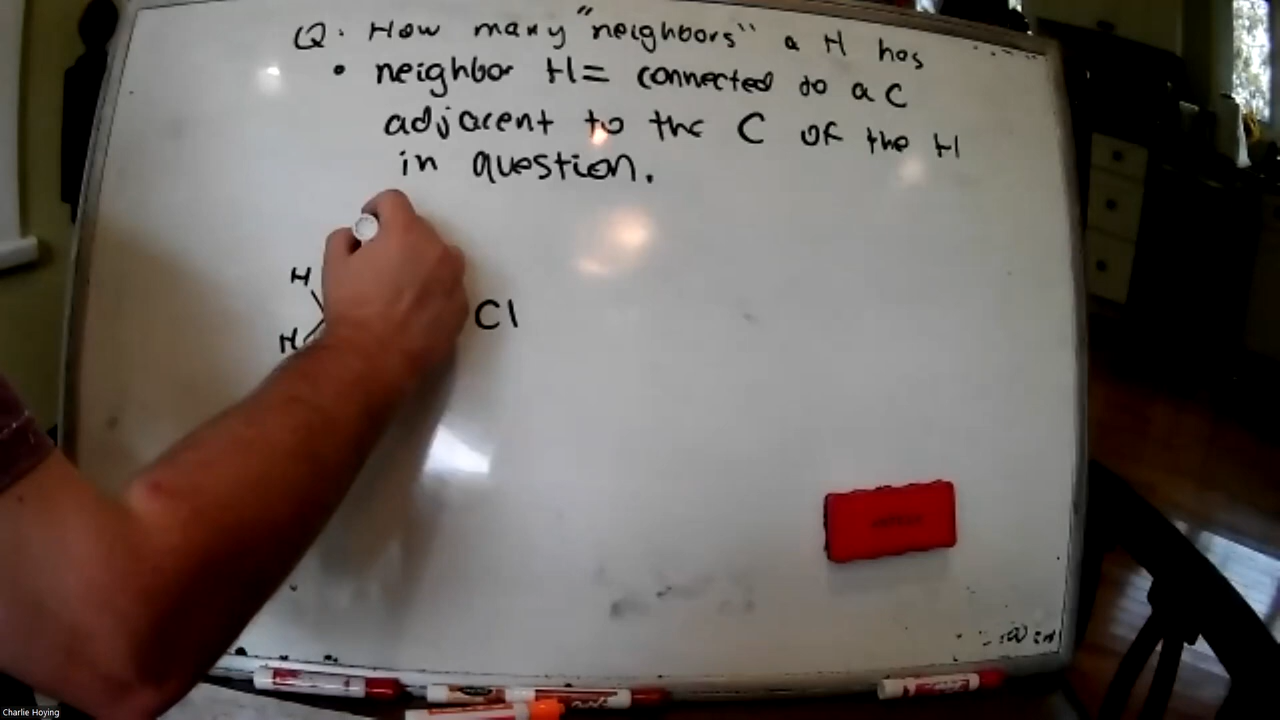 Q. How many "neighbors" a H has
• neighbor H = connected to a C
adjacent to the C of the H
in question.
H
Cl
H
Charlie Hoying